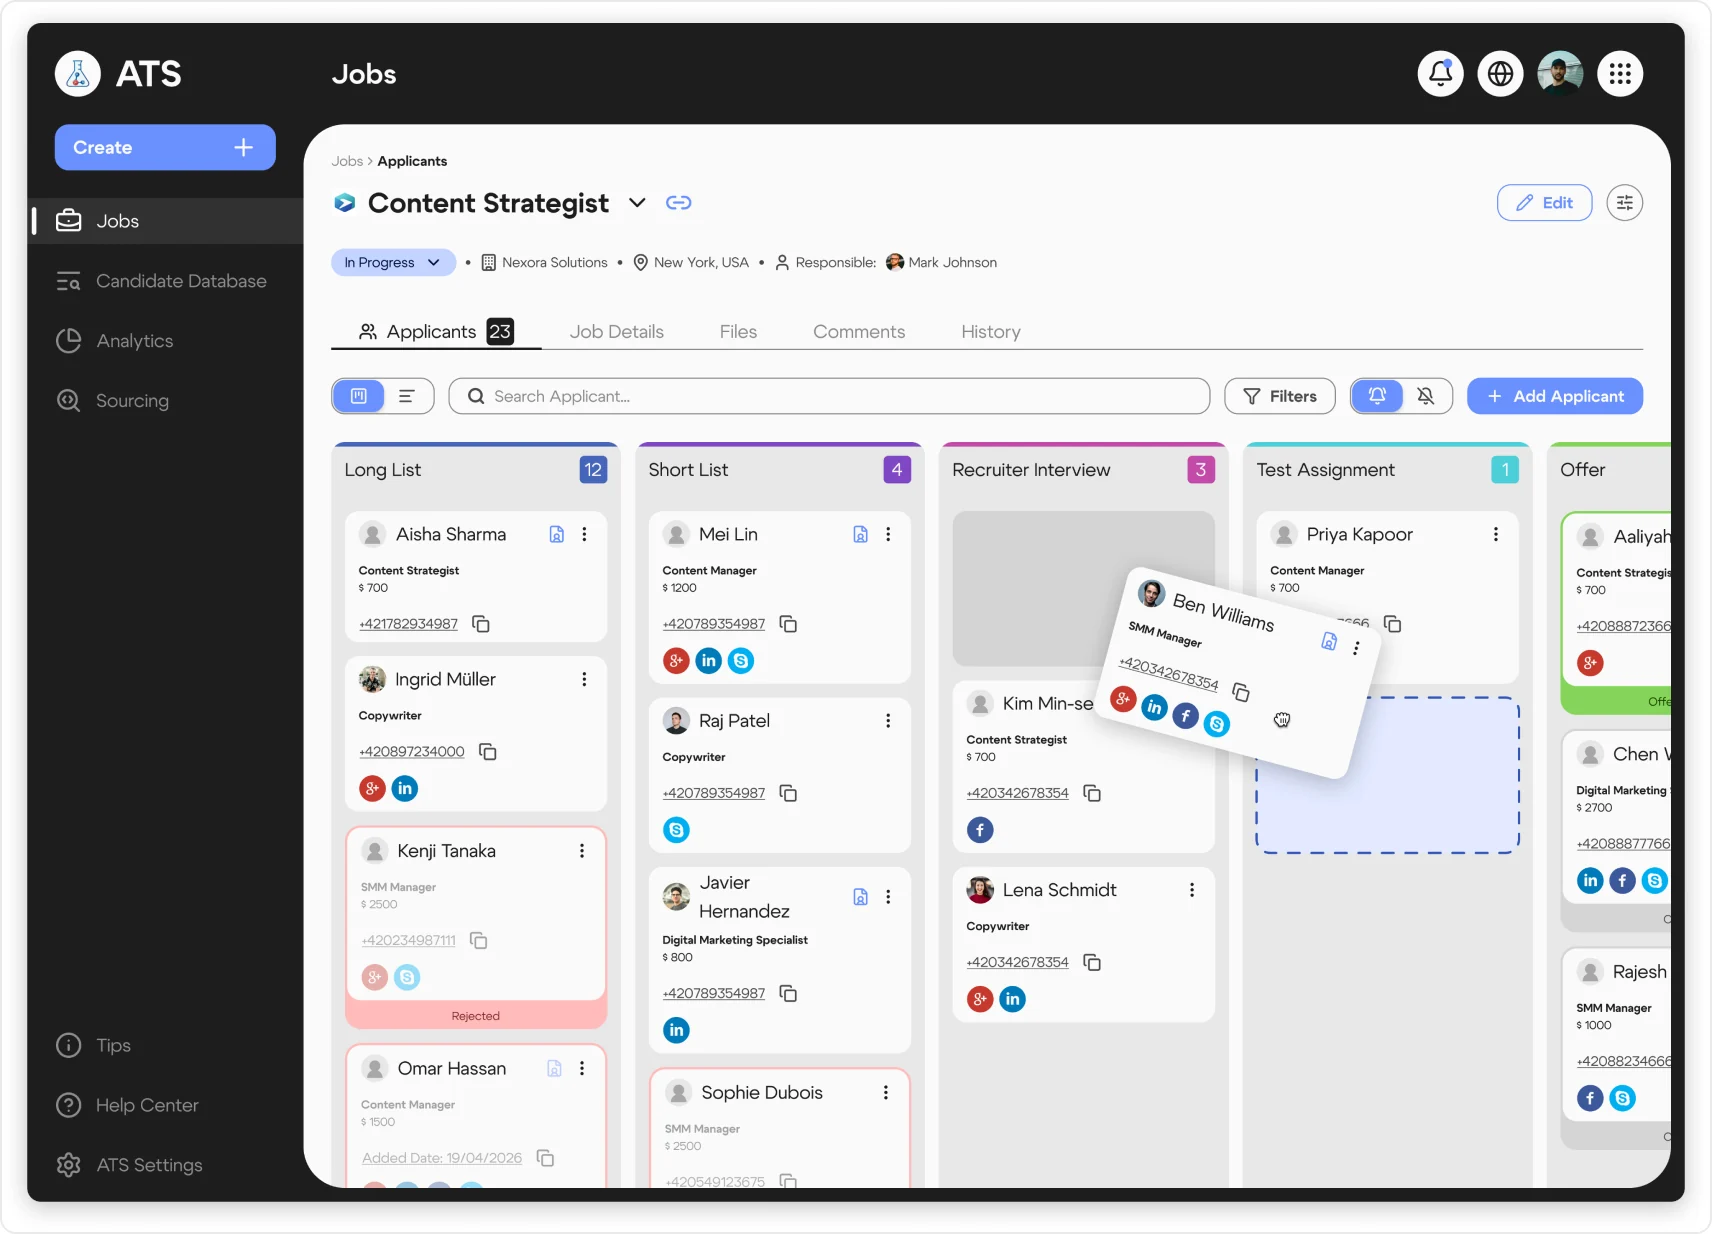 ATS
Jobs
Create
Jobs
Candidate Database
Analytics
Sourcing
Tips
Help Center
ATS Settings
Jobs > Applicants
Content Strategist
Edit
In Progress • Nexora Solutions • New York, USA • Responsible: Mark Johnson
Applicants 23
Job Details
Files
Comments
History
Search Applicant...
Filters
Add Applicant
Long List 12
Aisha Sharma
Content Strategist
$ 700
+421782934987
Ingrid Müller
Copywriter
+420897234000
Kenji Tanaka
SMM Manager
$ 2500
+420234987111
Rejected
Omar Hassan
Content Manager
$ 1500
Added Date: 19/04/2026
Short List 4
Mei Lin
Content Manager
$ 1200
+420789354987
Raj Patel
Copywriter
+420789354987
Javier
Hernandez
Digital Marketing Specialist
$ 800
+420789354987
Sophie Dubois
SMM Manager
$ 2500
+420549123675
Recruiter Interview 3
Ben Williams
SMM Manager
+420342678354
Kim Min-se
Content Strategist
$ 700
+420342678354
Lena Schmidt
Copywriter
+420342678354
Test Assignment 1
Priya Kapoor
Content Manager
$ 700
7666
Offer
Aaliyah
Content Strategis
$ 700
+42088872366
Offe
Chen
Digital Marketing
$ 2700
+42088877766
Rajesh
SMM Manager
$ 1000
+42088234666